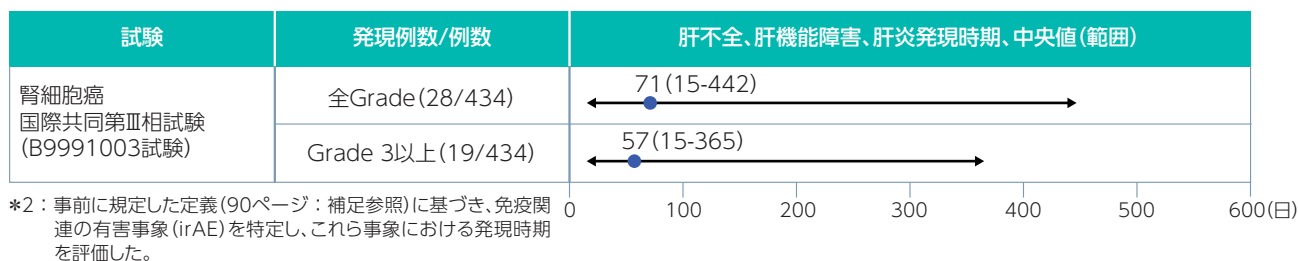 試験 発現例数/例数 肝不全、肝機能障害、肝炎発現時期、中央値(範囲)
腎細胞癌
国際共同第Ⅲ相試験
(B9991003試験)
全Grade(28/434)
71(15-442)
Grade 3以上(19/434)
57(15-365)
0 100 200 300 400 500 600(日)
*2：事前に規定した定義(90ページ：補足参照)に基づき、免疫関
連の有害事象(irAE)を特定し、これら事象における発現時期
を評価した。